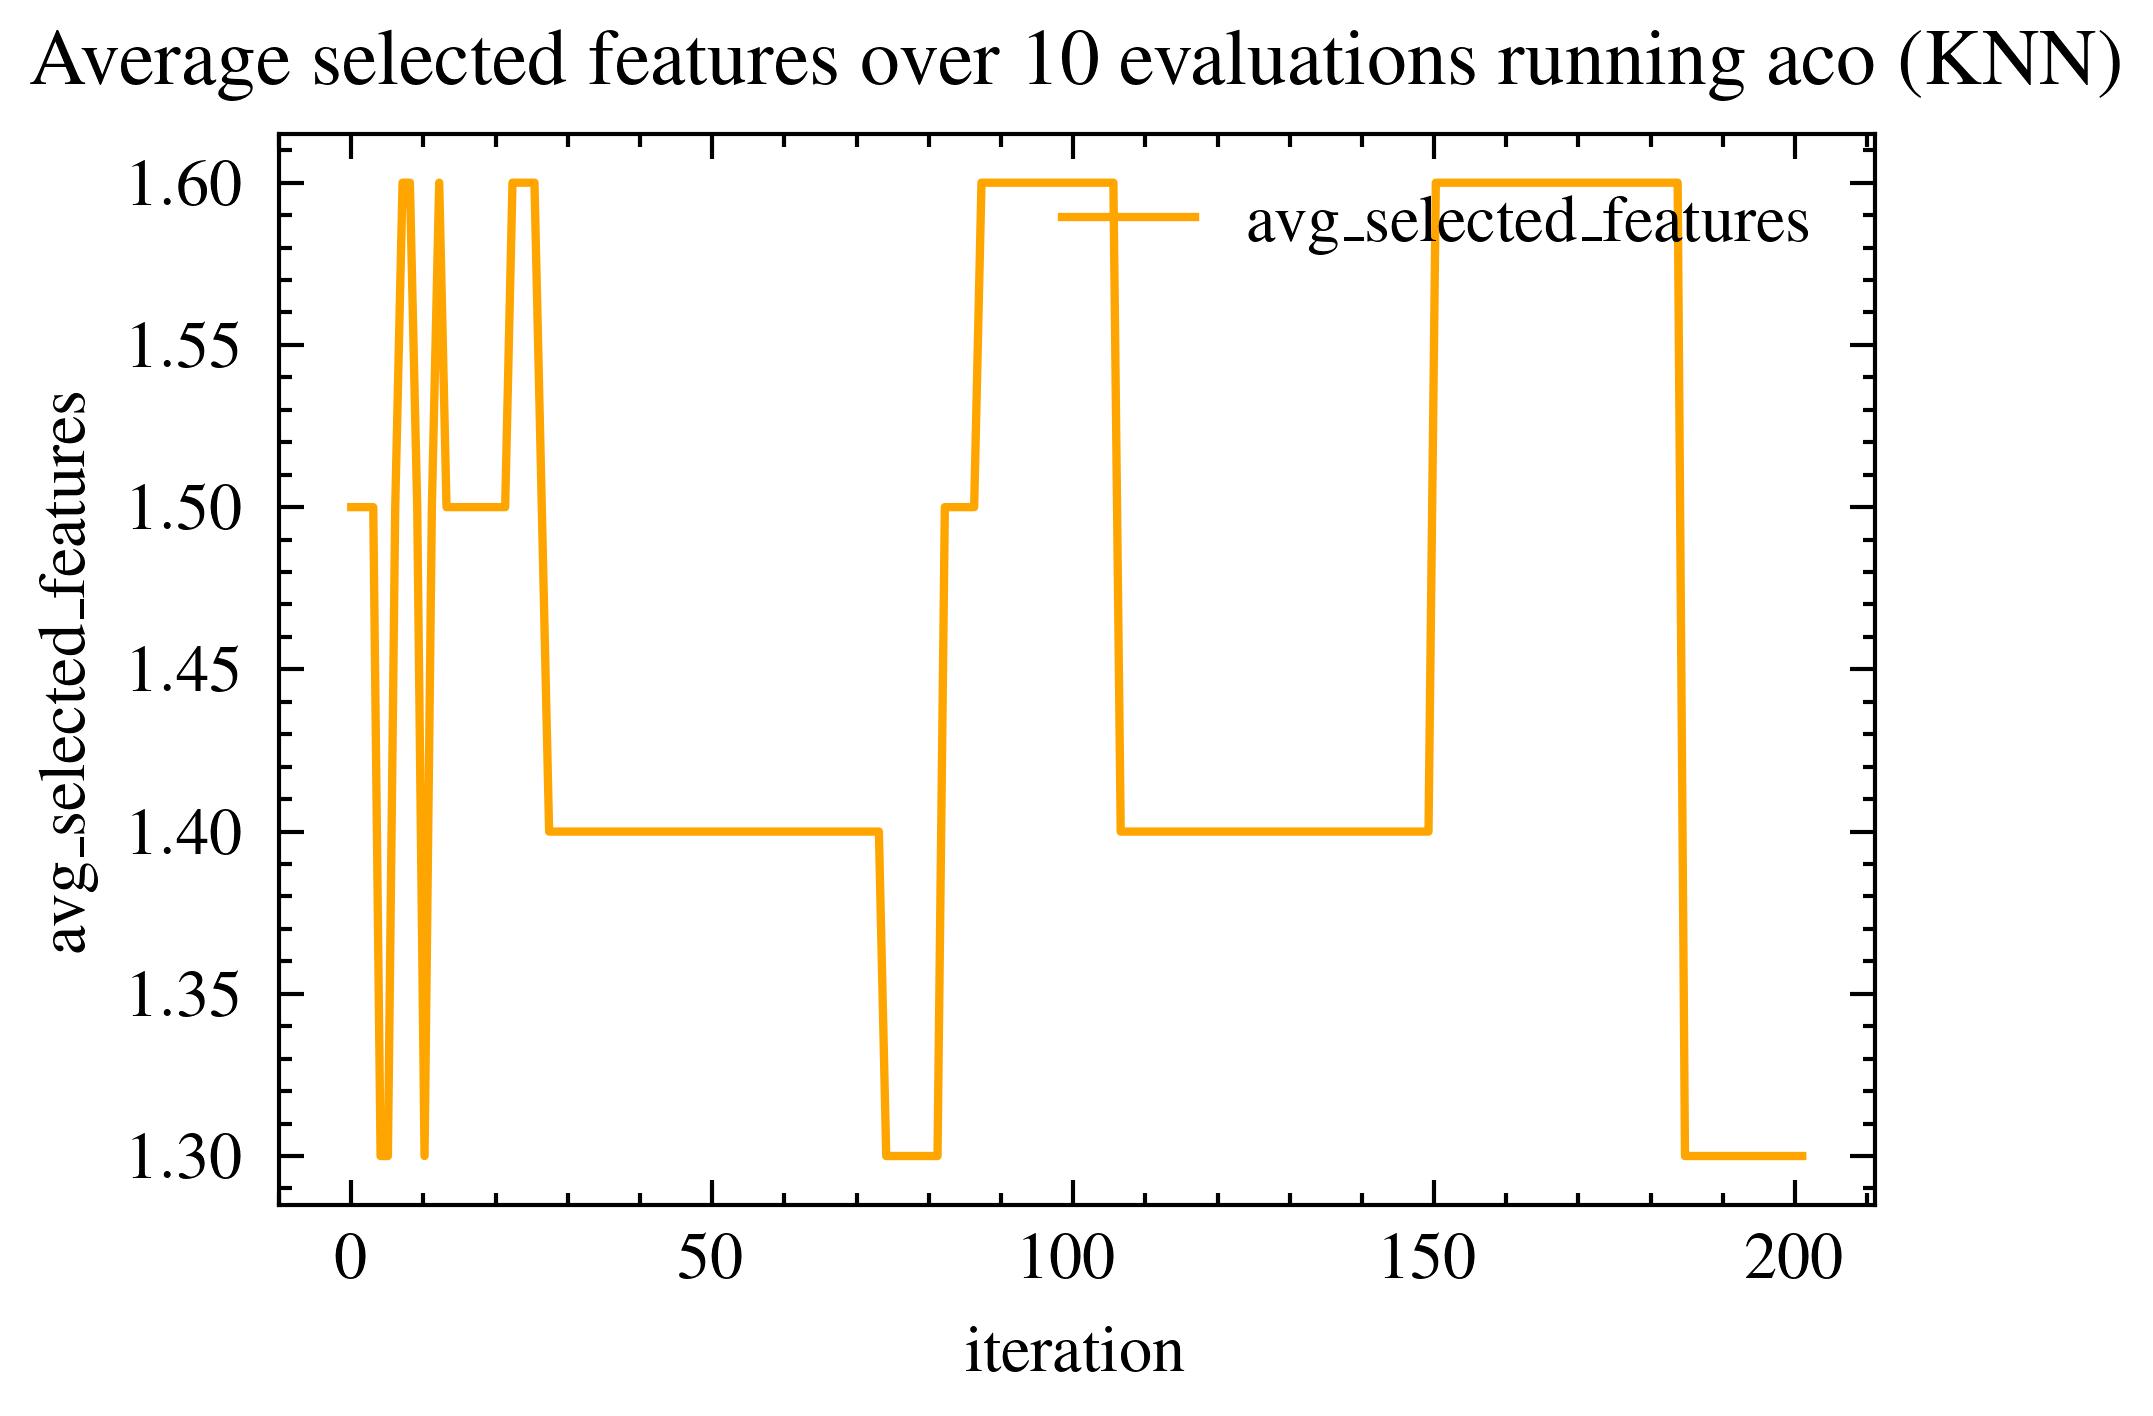 Average selected features over 10 evaluations running aco (KNN)
avg_selected_features
1.60
1.55
1.50
1.45
1.40
1.35
1.30
avg_selected_features
0 50 100 150 200
iteration